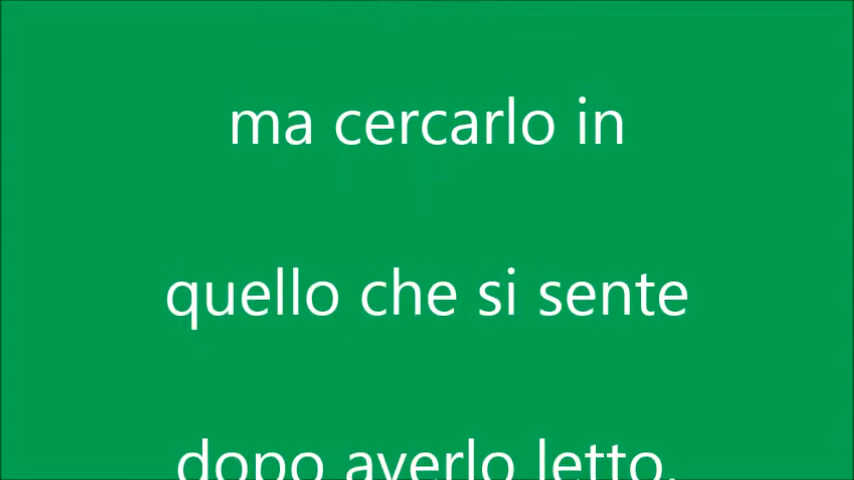 ma cercarlo in
quello che si sente
dopo averlo letto.